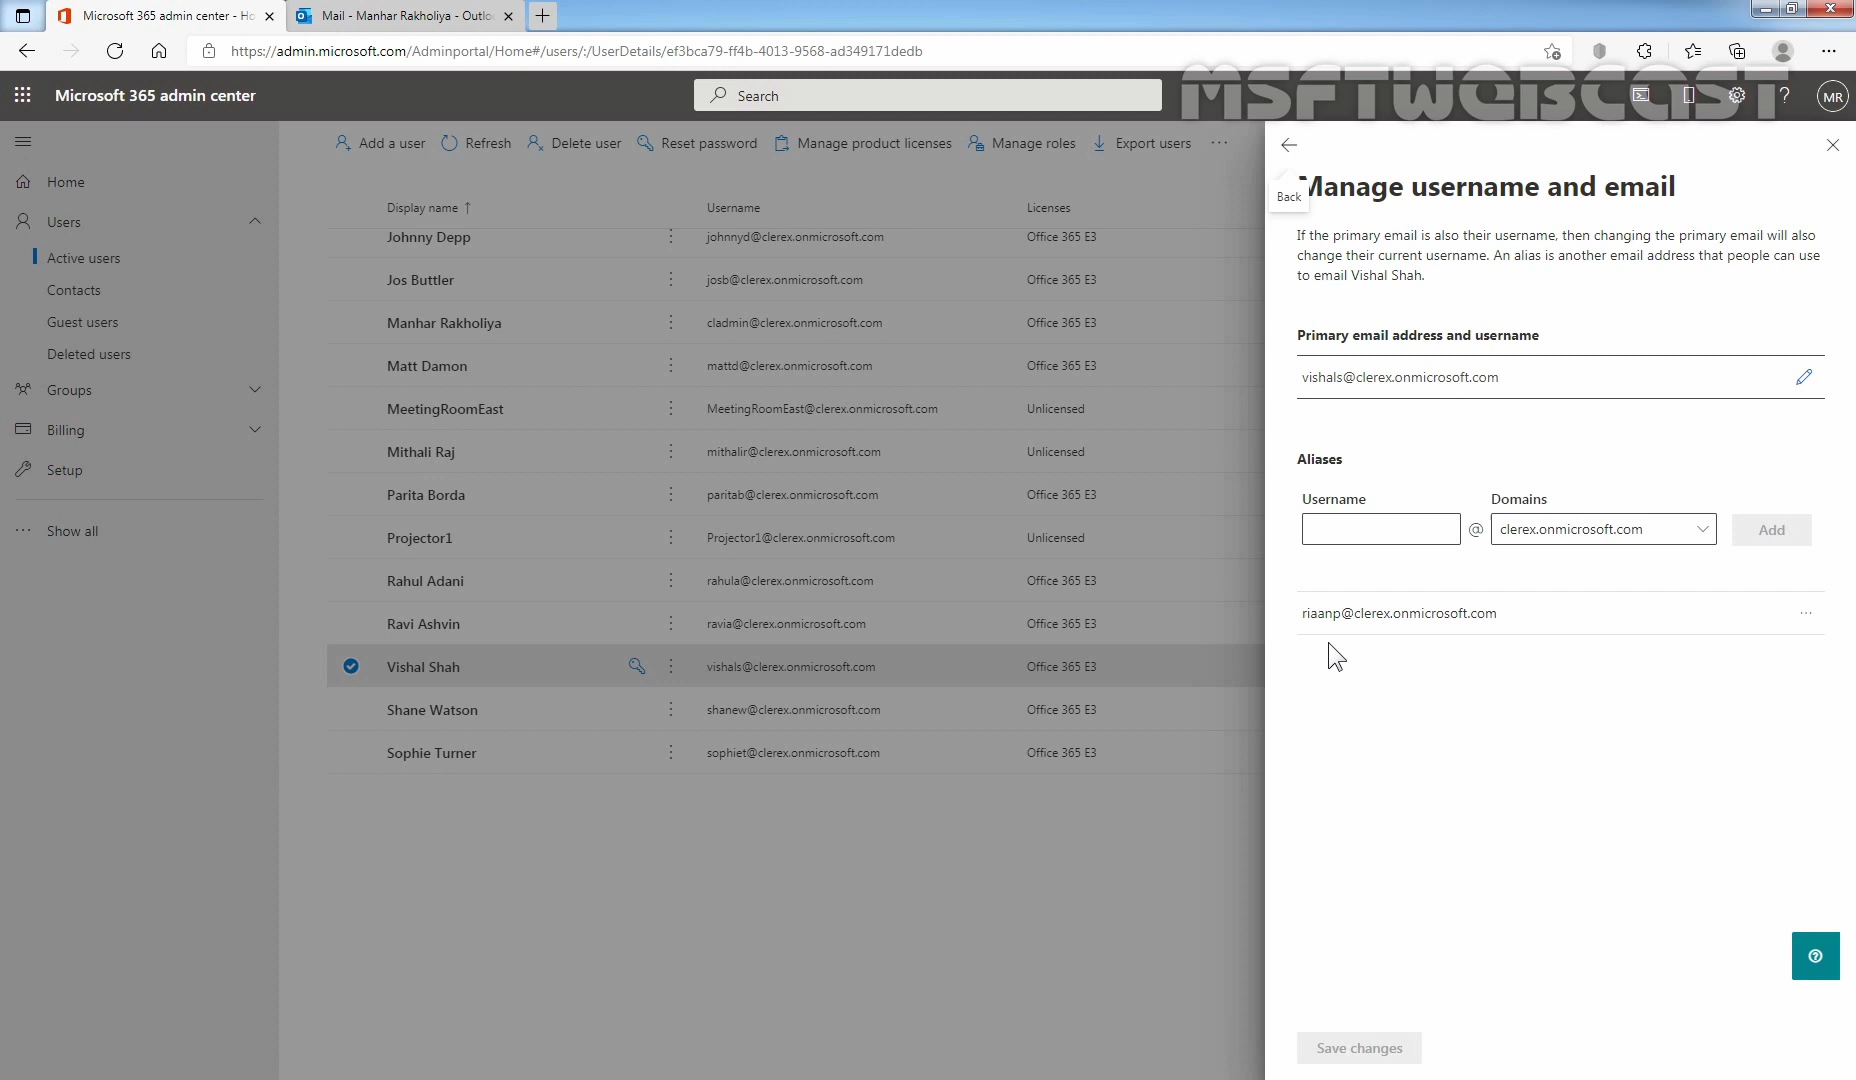 Microsoft 365 admin center - Ho
Mail - Manhar Rakholiya - Outlo
https://admin.microsoft.com/Adminportal/Home#/users/:/UserDetails/ef3bca79-ff4b-4013-9568-ad349171dedb
Microsoft 365 admin center
Search
MSFTWEBCAST
MR
Add a user
Refresh
Delete user
Reset password
Manage product licenses
Manage roles
Export users
Home
Users
Active users
Contacts
Guest users
Deleted users
Groups
Billing
Setup
Show all
Display name ↑ Username Licenses
Johnny Depp johnnyd@clerex.onmicrosoft.com Office 365 E3
Jos Buttler josb@clerex.onmicrosoft.com Office 365 E3
Manhar Rakholiya cladmin@clerex.onmicrosoft.com Office 365 E3
Matt Damon mattd@clerex.onmicrosoft.com Office 365 E3
MeetingRoomEast MeetingRoomEast@clerex.onmicrosoft.com Unlicensed
Mithali Raj mithalir@clerex.onmicrosoft.com Unlicensed
Parita Borda paritab@clerex.onmicrosoft.com Office 365 E3
Projector1 Projector1@clerex.onmicrosoft.com Unlicensed
Rahul Adani rahula@clerex.onmicrosoft.com Office 365 E3
Ravi Ashvin ravia@clerex.onmicrosoft.com Office 365 E3
Vishal Shah vishals@clerex.onmicrosoft.com Office 365 E3
Shane Watson shanew@clerex.onmicrosoft.com Office 365 E3
Sophie Turner sophiet@clerex.onmicrosoft.com Office 365 E3
Back
Manage username and email
If the primary email is also their username, then changing the primary email will also
change their current username. An alias is another email address that people can use
to email Vishal Shah.
Primary email address and username
vishals@clerex.onmicrosoft.com
Aliases
Username Domains
@ clerex.onmicrosoft.com Add
riaanp@clerex.onmicrosoft.com
Save changes